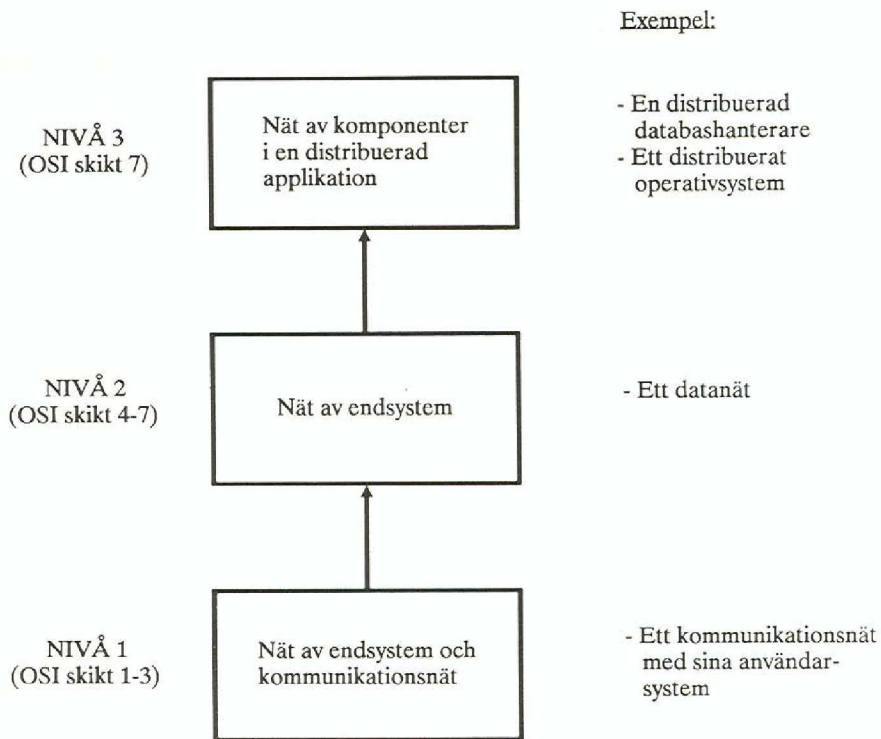 Exempel:
NIVÅ 3
(OSI skikt 7)
Nät av komponenter
i en distribuerad
applikation
- En distribuerad
databashanterare
- Ett distribuerat
operativsystem
NIVÅ 2
(OSI skikt 4-7)
Nät av endsystem
- Ett datanät
NIVÅ 1
(OSI skikt 1-3)
Nät av endsystem och
kommunikationsnät
- Ett kommunikationsnät
med sina användar-
system